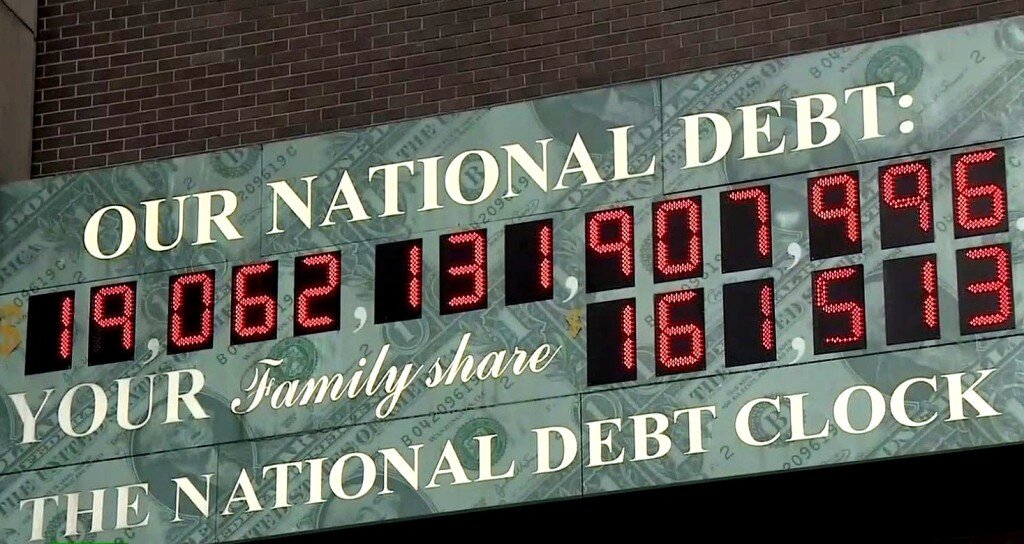 OUR NATIONAL DEBT:
$19,062,131,907,996
YOUR Family share $161,513
THE NATIONAL DEBT CLOCK